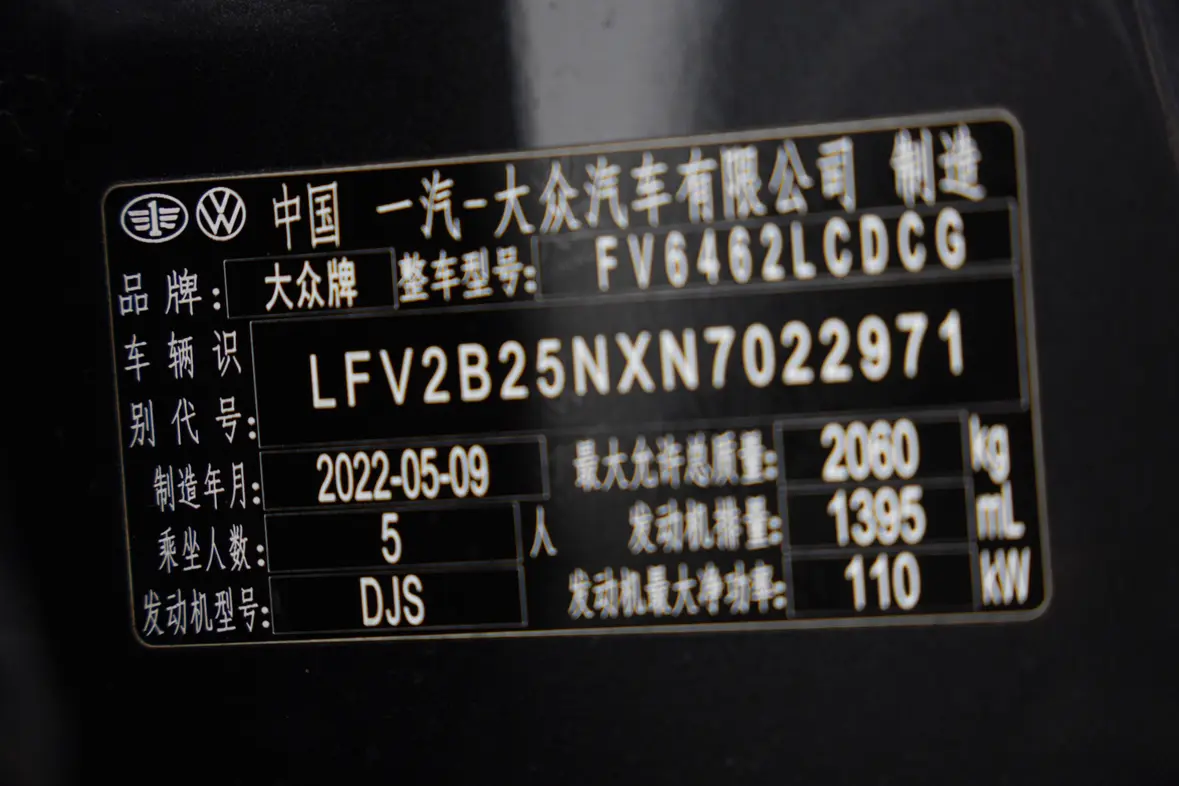 中国 一汽-大众汽车有限公司 制造
品牌: 大众牌 整车型号: FV6462LCDCG
车辆识别代号: LFV2B25NXN7022971
制造年月: 2022-05-09 最大允许总质量: 2060 kg
乘坐人数: 5 人 发动机排量: 1395 mL
发动机型号: DJS 发动机最大净功率: 110 kW